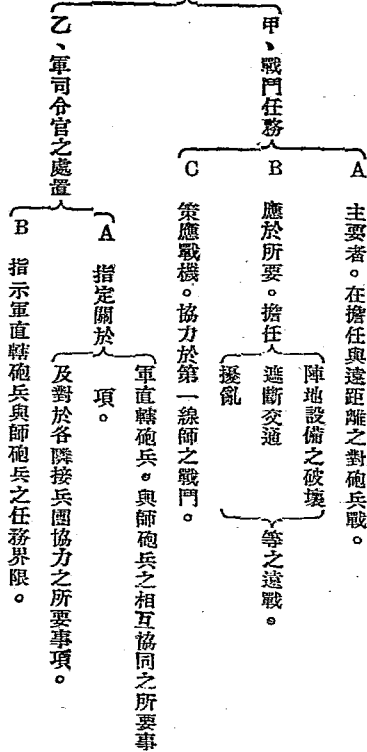 甲、戰鬥任務
A 主要者。在擔任與遠距離之對砲兵戰。
B 應於所要。擔任
陣地設備之破壞
遮斷交通
擾亂
等之遠戰。
C 策應戰機。協力於第一線師之戰鬥。
乙、軍司令官之處置
A 指定關於
軍直轄砲兵。與師砲兵之相互協同之所要事
項。
及對於各隣接兵團協力之所要事項。
B 指示軍直轄砲兵與師砲兵之任務界限。